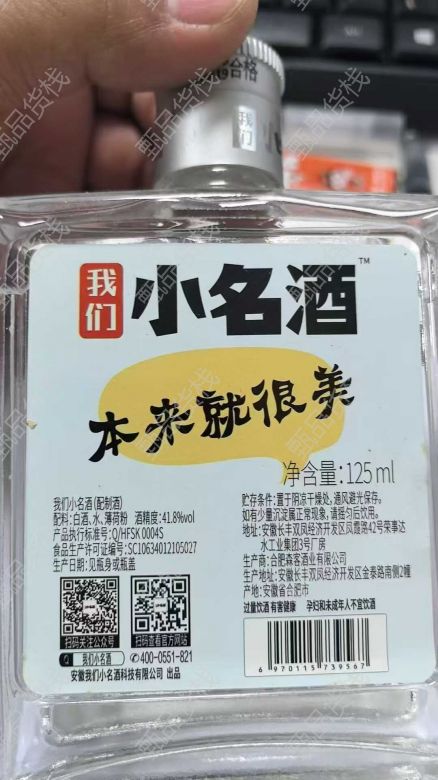 合格
我们
我们 小名酒™
本来就很美
净含量:125ml
我们小名酒(配制酒)
配料:白酒、水、薄荷粉 酒精度:41.8%vol
产品执行标准号:Q/HFSK 0004S
食品生产许可证编号:SC10634012105027
生产日期:见瓶身或瓶盖
贮存条件:置于阴凉干燥处,通风避光保存。
如有少量沉淀属正常现象,请摇匀后饮用。
地址:安徽长丰双凤经济开发区凤霞路42号荣事达
水工业集团3号厂房
生产商:合肥森客酒业有限公司
地址:安徽长丰双凤经济开发区金泰路南侧2幢
产地:安徽省合肥市
过量饮酒 有害健康 孕妇和未成年人不宜饮酒
扫码关注公众号
扫码查看官方网站
我们小名酒
400-0551-821
安徽我们小名酒科技有限公司 出品
6 970115 739567
甄品货栈